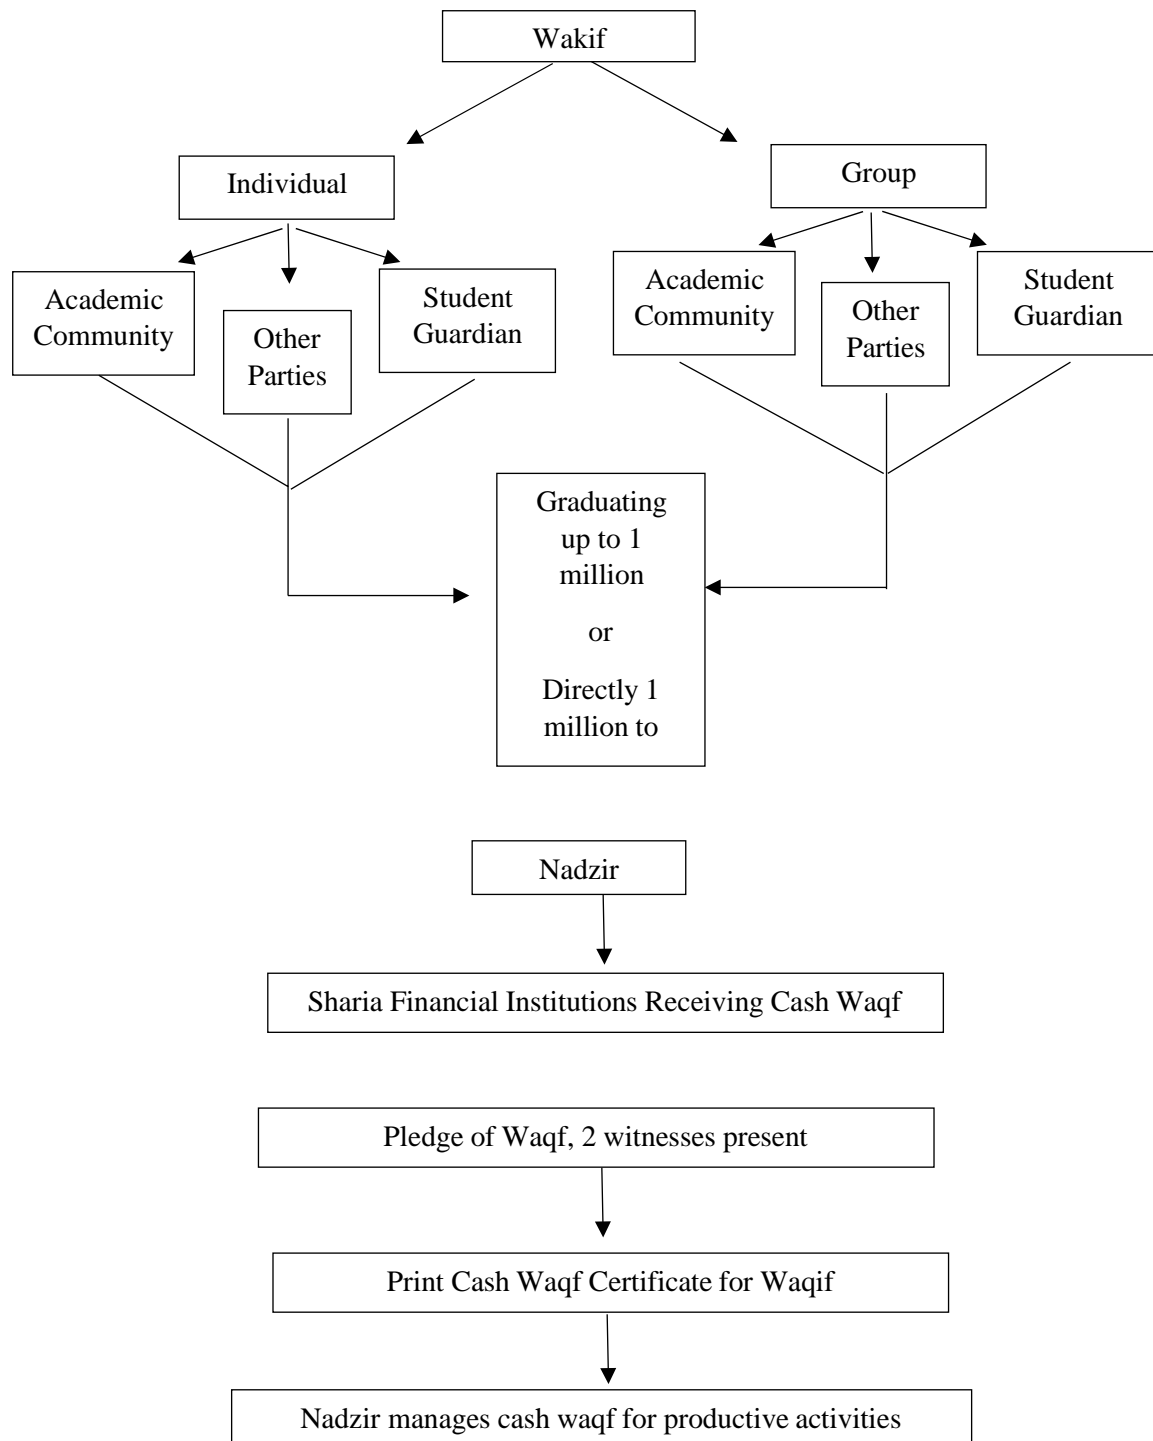 Wakif
Individual
Group
Academic
Community
Other
Parties
Student
Guardian
Academic
Community
Other
Parties
Student
Guardian
Graduating
up to 1
million
or
Directly 1
million to
Nadzir
Sharia Financial Institutions Receiving Cash Waqf
Pledge of Waqf, 2 witnesses present
Print Cash Waqf Certificate for Waqif
Nadzir manages cash waqf for productive activities